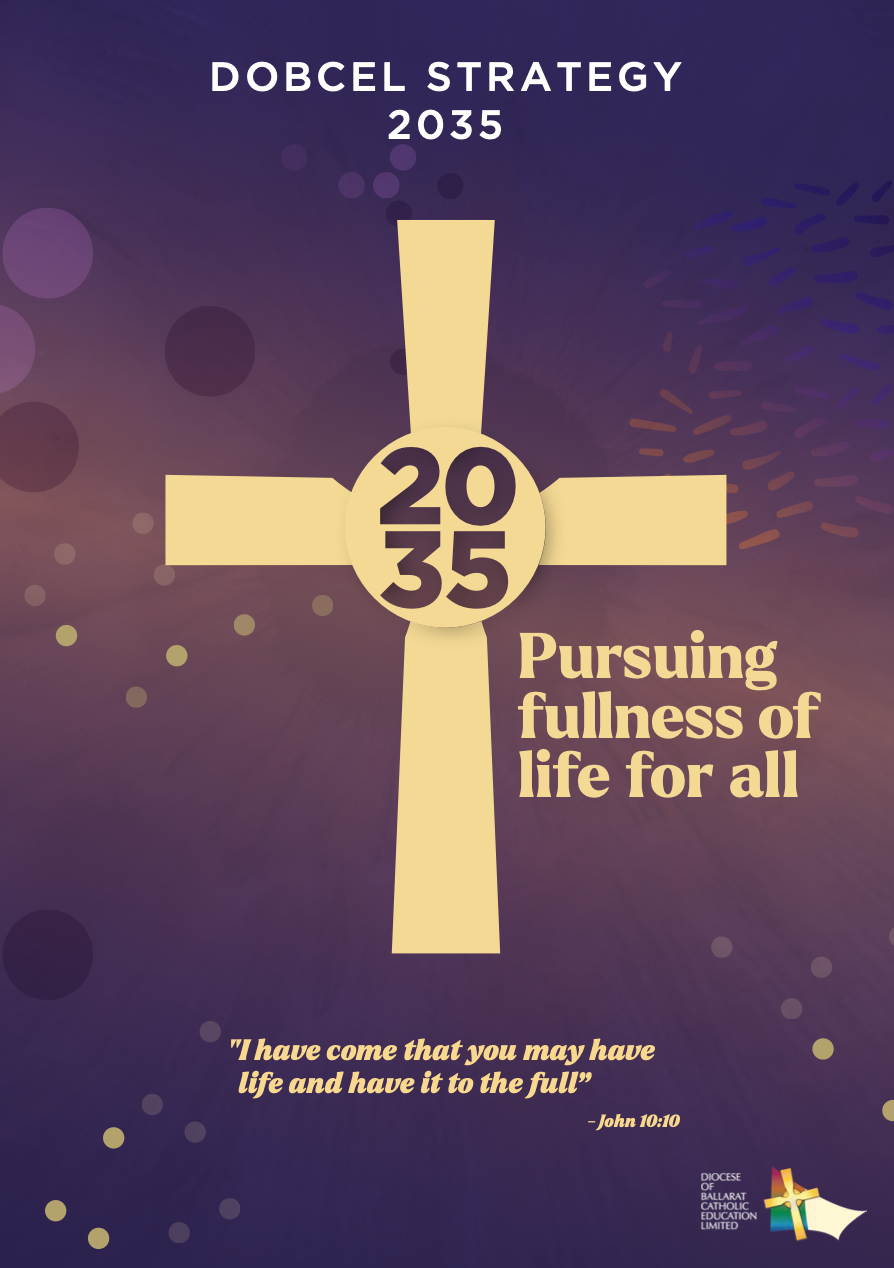 DOBCEL STRATEGY
2035
20
35
Pursuing
fullness of
life for all
"I have come that you may have
life and have it to the full”
– John 10:10
DIOCESE
OF
BALLARAT
CATHOLIC
EDUCATION
LIMITED